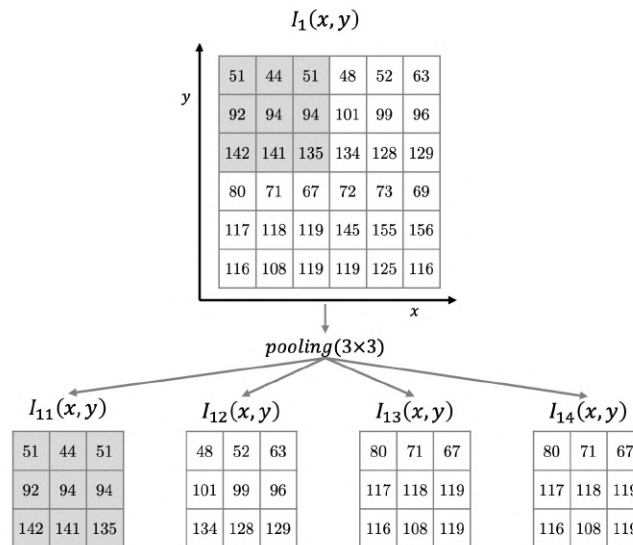 I₁(x, y)
y
51 44 51 48 52 63
92 94 94 101 99 96
142 141 135 134 128 129
80 71 67 72 73 69
117 118 119 145 155 156
116 108 119 119 125 116
x
pooling(3×3)
I₁₁(x, y) I₁₂(x, y) I₁₃(x, y) I₁₄(x, y)
51 44 51 48 52 63 80 71 67 80 71 67
92 94 94 101 99 96 117 118 119 117 118 119
142 141 135 134 128 129 116 108 119 116 108 119